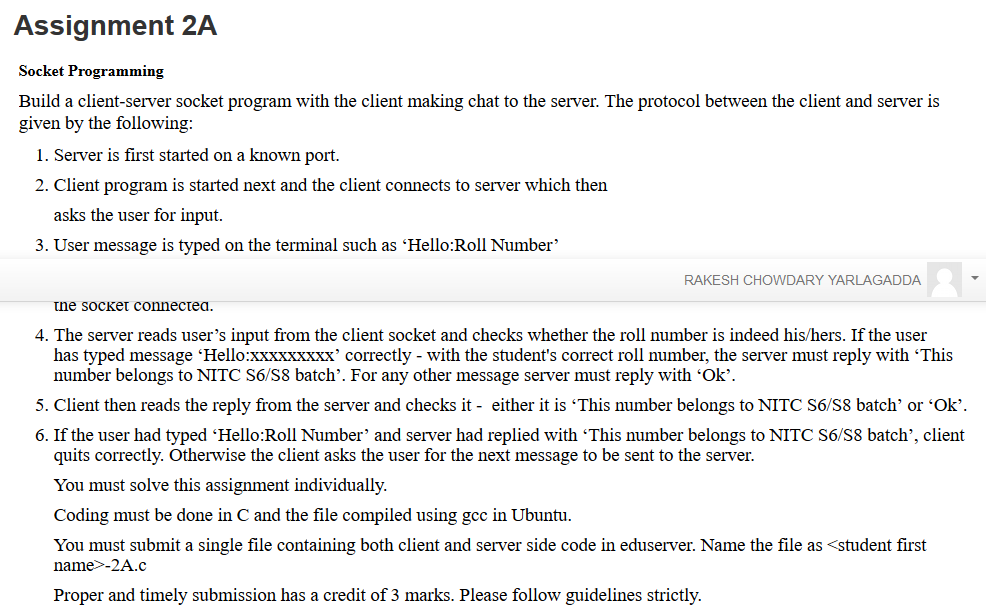 Assignment 2A
Socket Programming
Build a client-server socket program with the client making chat to the server. The protocol between the client and server is
given by the following:
1. Server is first started on a known port.
2. Client program is started next and the client connects to server which then
asks the user for input.
3. User message is typed on the terminal such as ‘Hello:Roll Number’
RAKESH CHOWDARY YARLAGADDA
the socket connected.
4. The server reads user’s input from the client socket and checks whether the roll number is indeed his/hers. If the user
has typed message ‘Hello:xxxxxxxxx’ correctly - with the student's correct roll number, the server must reply with ‘This
number belongs to NITC S6/S8 batch’. For any other message server must reply with ‘Ok’.
5. Client then reads the reply from the server and checks it - either it is ‘This number belongs to NITC S6/S8 batch’ or ‘Ok’.
6. If the user had typed ‘Hello:Roll Number’ and server had replied with ‘This number belongs to NITC S6/S8 batch’, client
quits correctly. Otherwise the client asks the user for the next message to be sent to the server.
You must solve this assignment individually.
Coding must be done in C and the file compiled using gcc in Ubuntu.
You must submit a single file containing both client and server side code in eduserver. Name the file as <student first
name>-2A.c
Proper and timely submission has a credit of 3 marks. Please follow guidelines strictly.